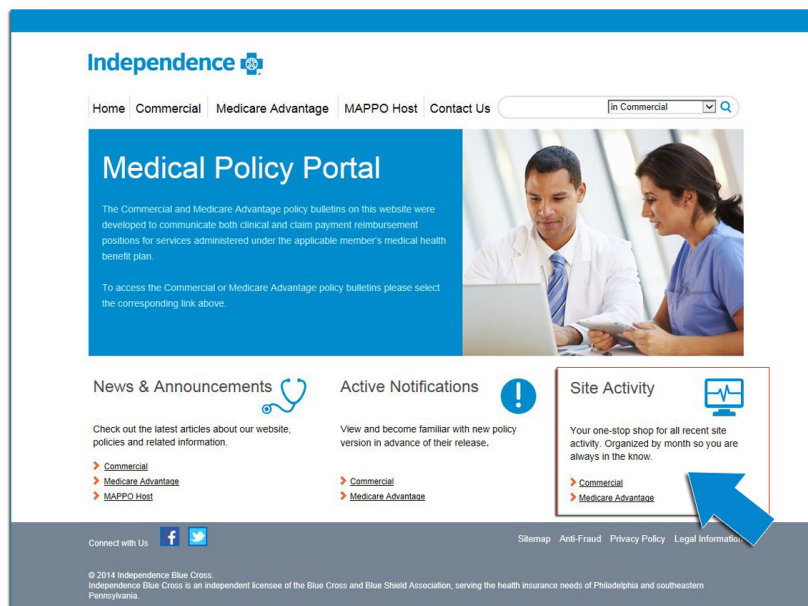 Independence
Home Commercial Medicare Advantage MAPPO Host Contact Us in Commercial
Medical Policy Portal
The Commercial and Medicare Advantage policy bulletins on this website were
developed to communicate both clinical and claim payment reimbursement
positions for services administered under the applicable member's medical health
benefit plan.
To access the Commercial or Medicare Advantage policy bulletins please select
the corresponding link above.
News & Announcements
Check out the latest articles about our website,
policies and related information.
Commercial
Medicare Advantage
MAPPO Host
Active Notifications
View and become familiar with new policy
version in advance of their release.
Commercial
Medicare Advantage
Site Activity
Your one-stop shop for all recent site
activity. Organized by month so you are
always in the know.
Commercial
Medicare Advantage
Connect with Us
Sitemap Anti-Fraud Privacy Policy Legal Information
© 2014 Independence Blue Cross.
Independence Blue Cross is an independent licensee of the Blue Cross and Blue Shield Association, serving the health insurance needs of Philadelphia and southeastern
Pennsylvania.